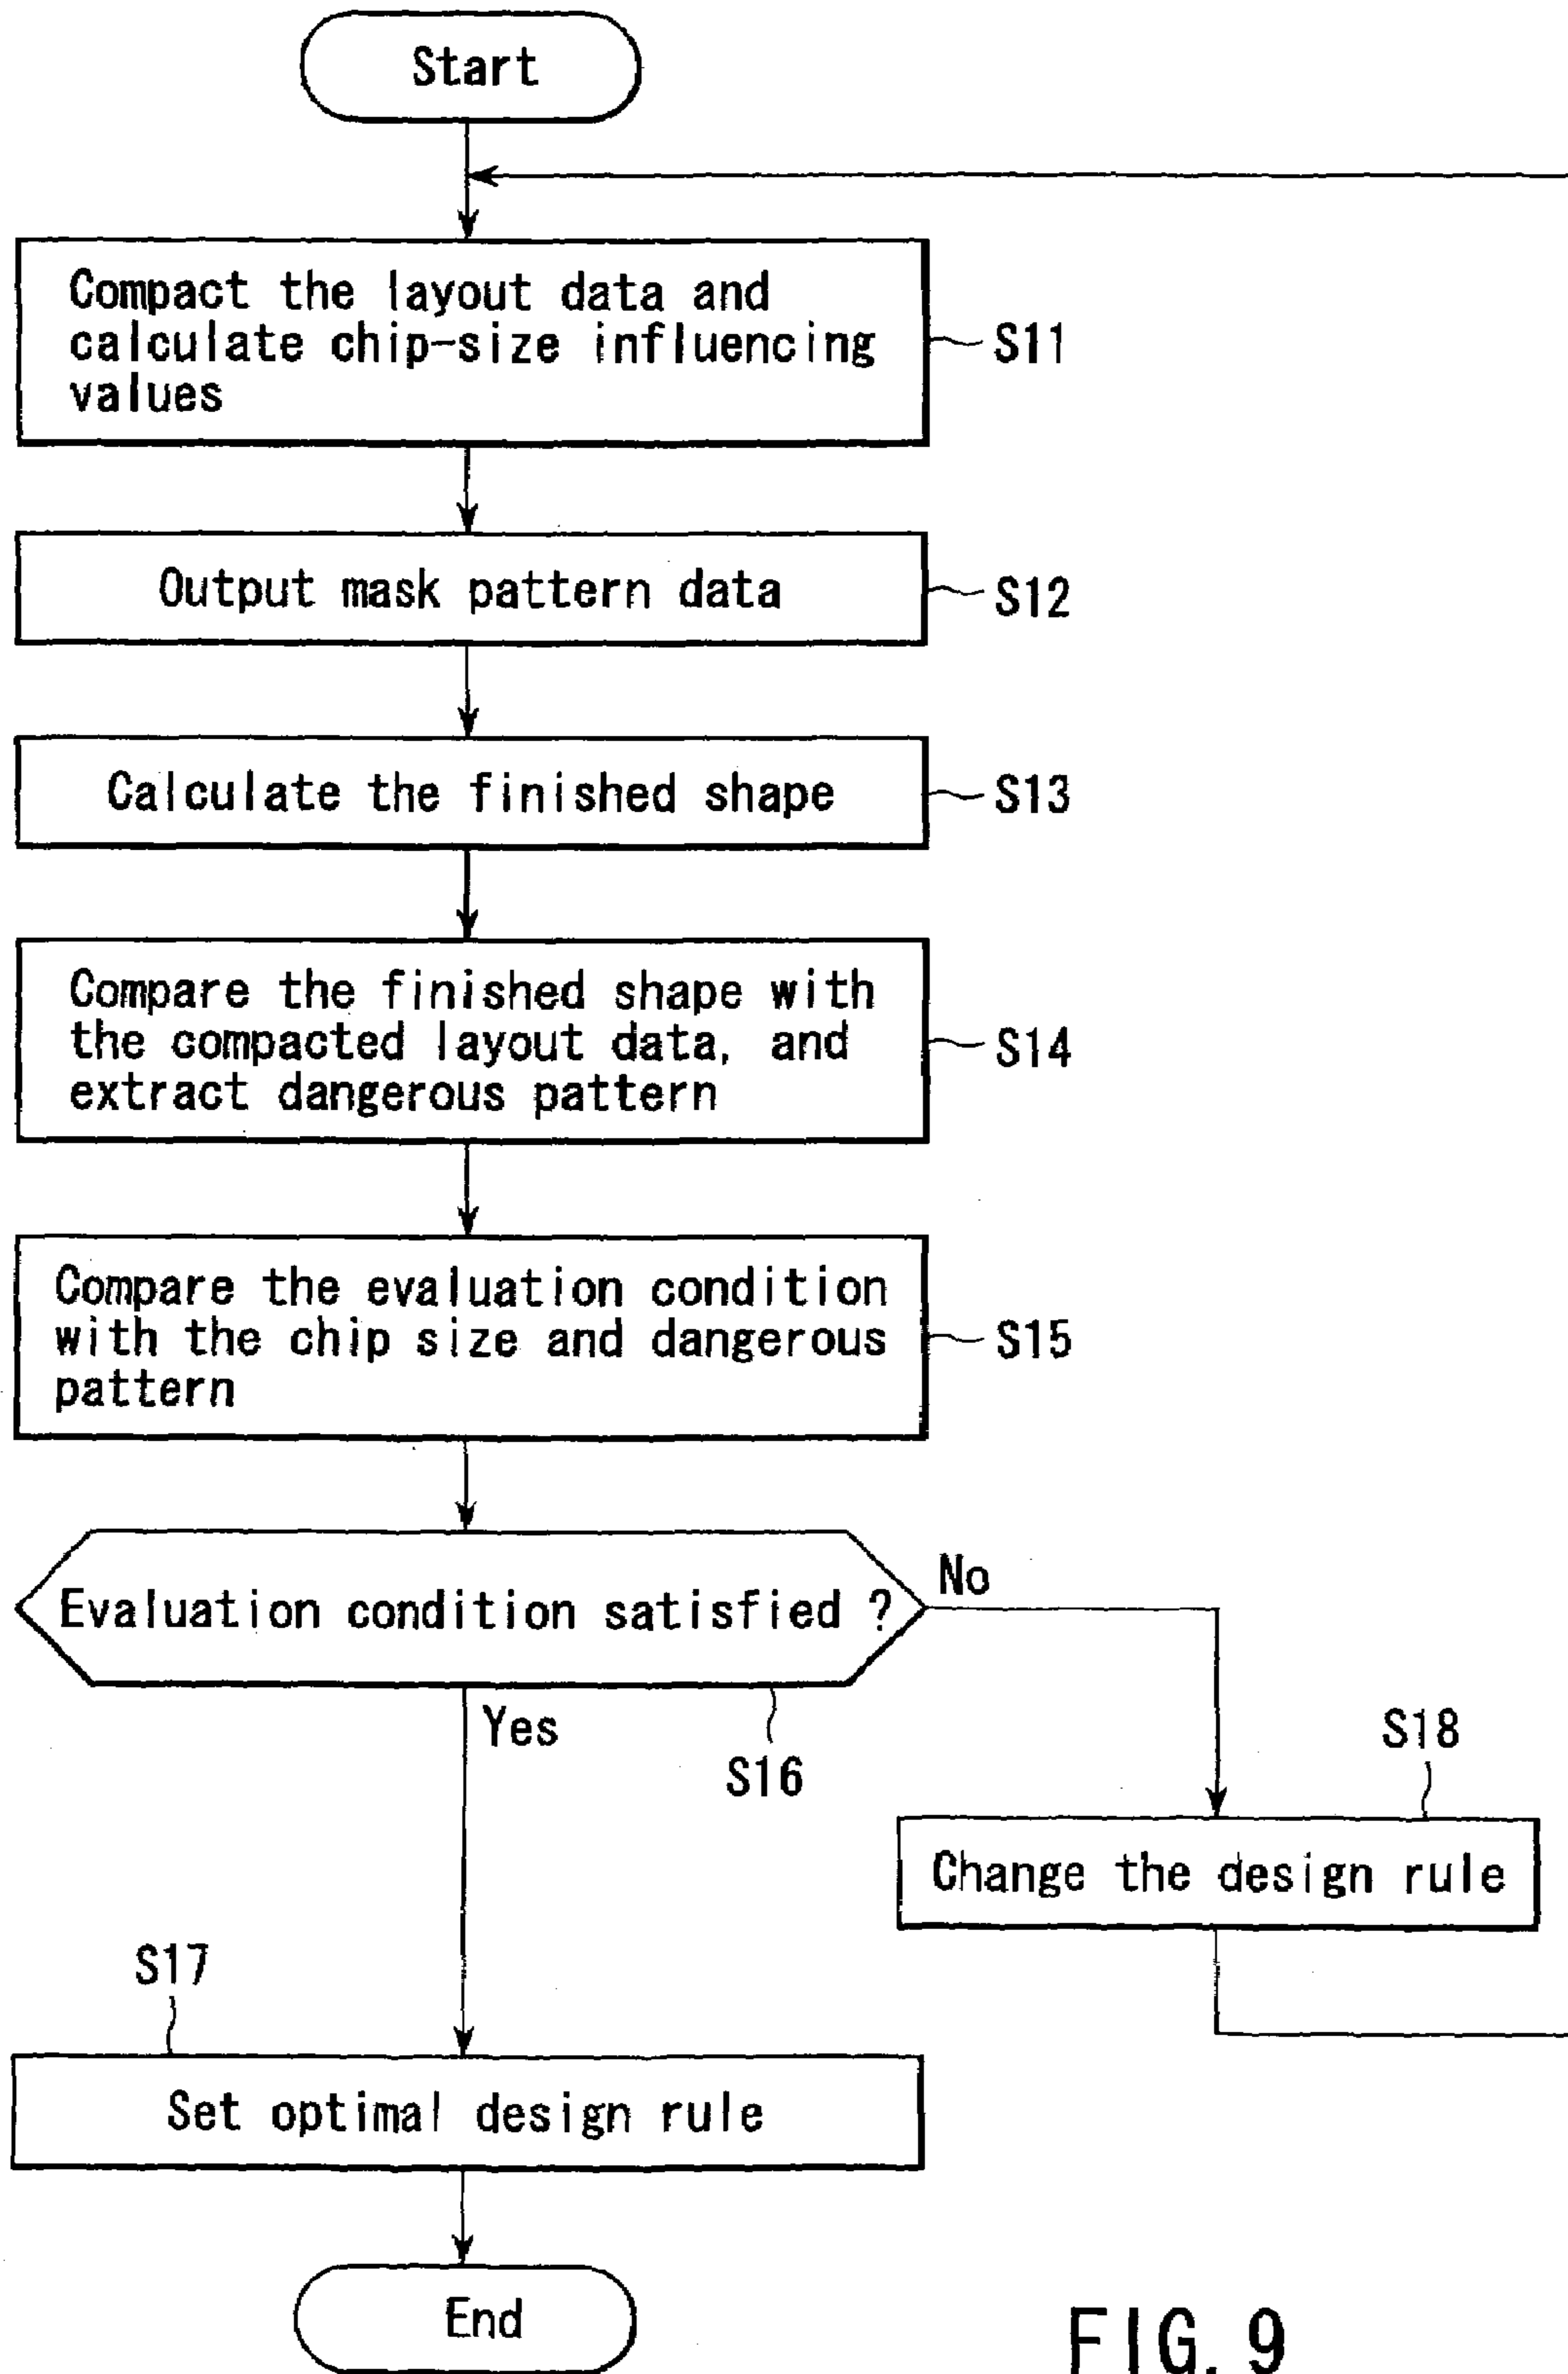 Start
Compact the layout data and
calculate chip-size influencing
values
S11
Output mask pattern data
S12
Calculate the finished shape
S13
Compare the finished shape with
the compacted layout data, and
extract dangerous pattern
S14
Compare the evaluation condition
with the chip size and dangerous
pattern
S15
Evaluation condition satisfied ?
No
Yes
S16
S18
Change the design rule
S17
Set optimal design rule
End
FIG. 9